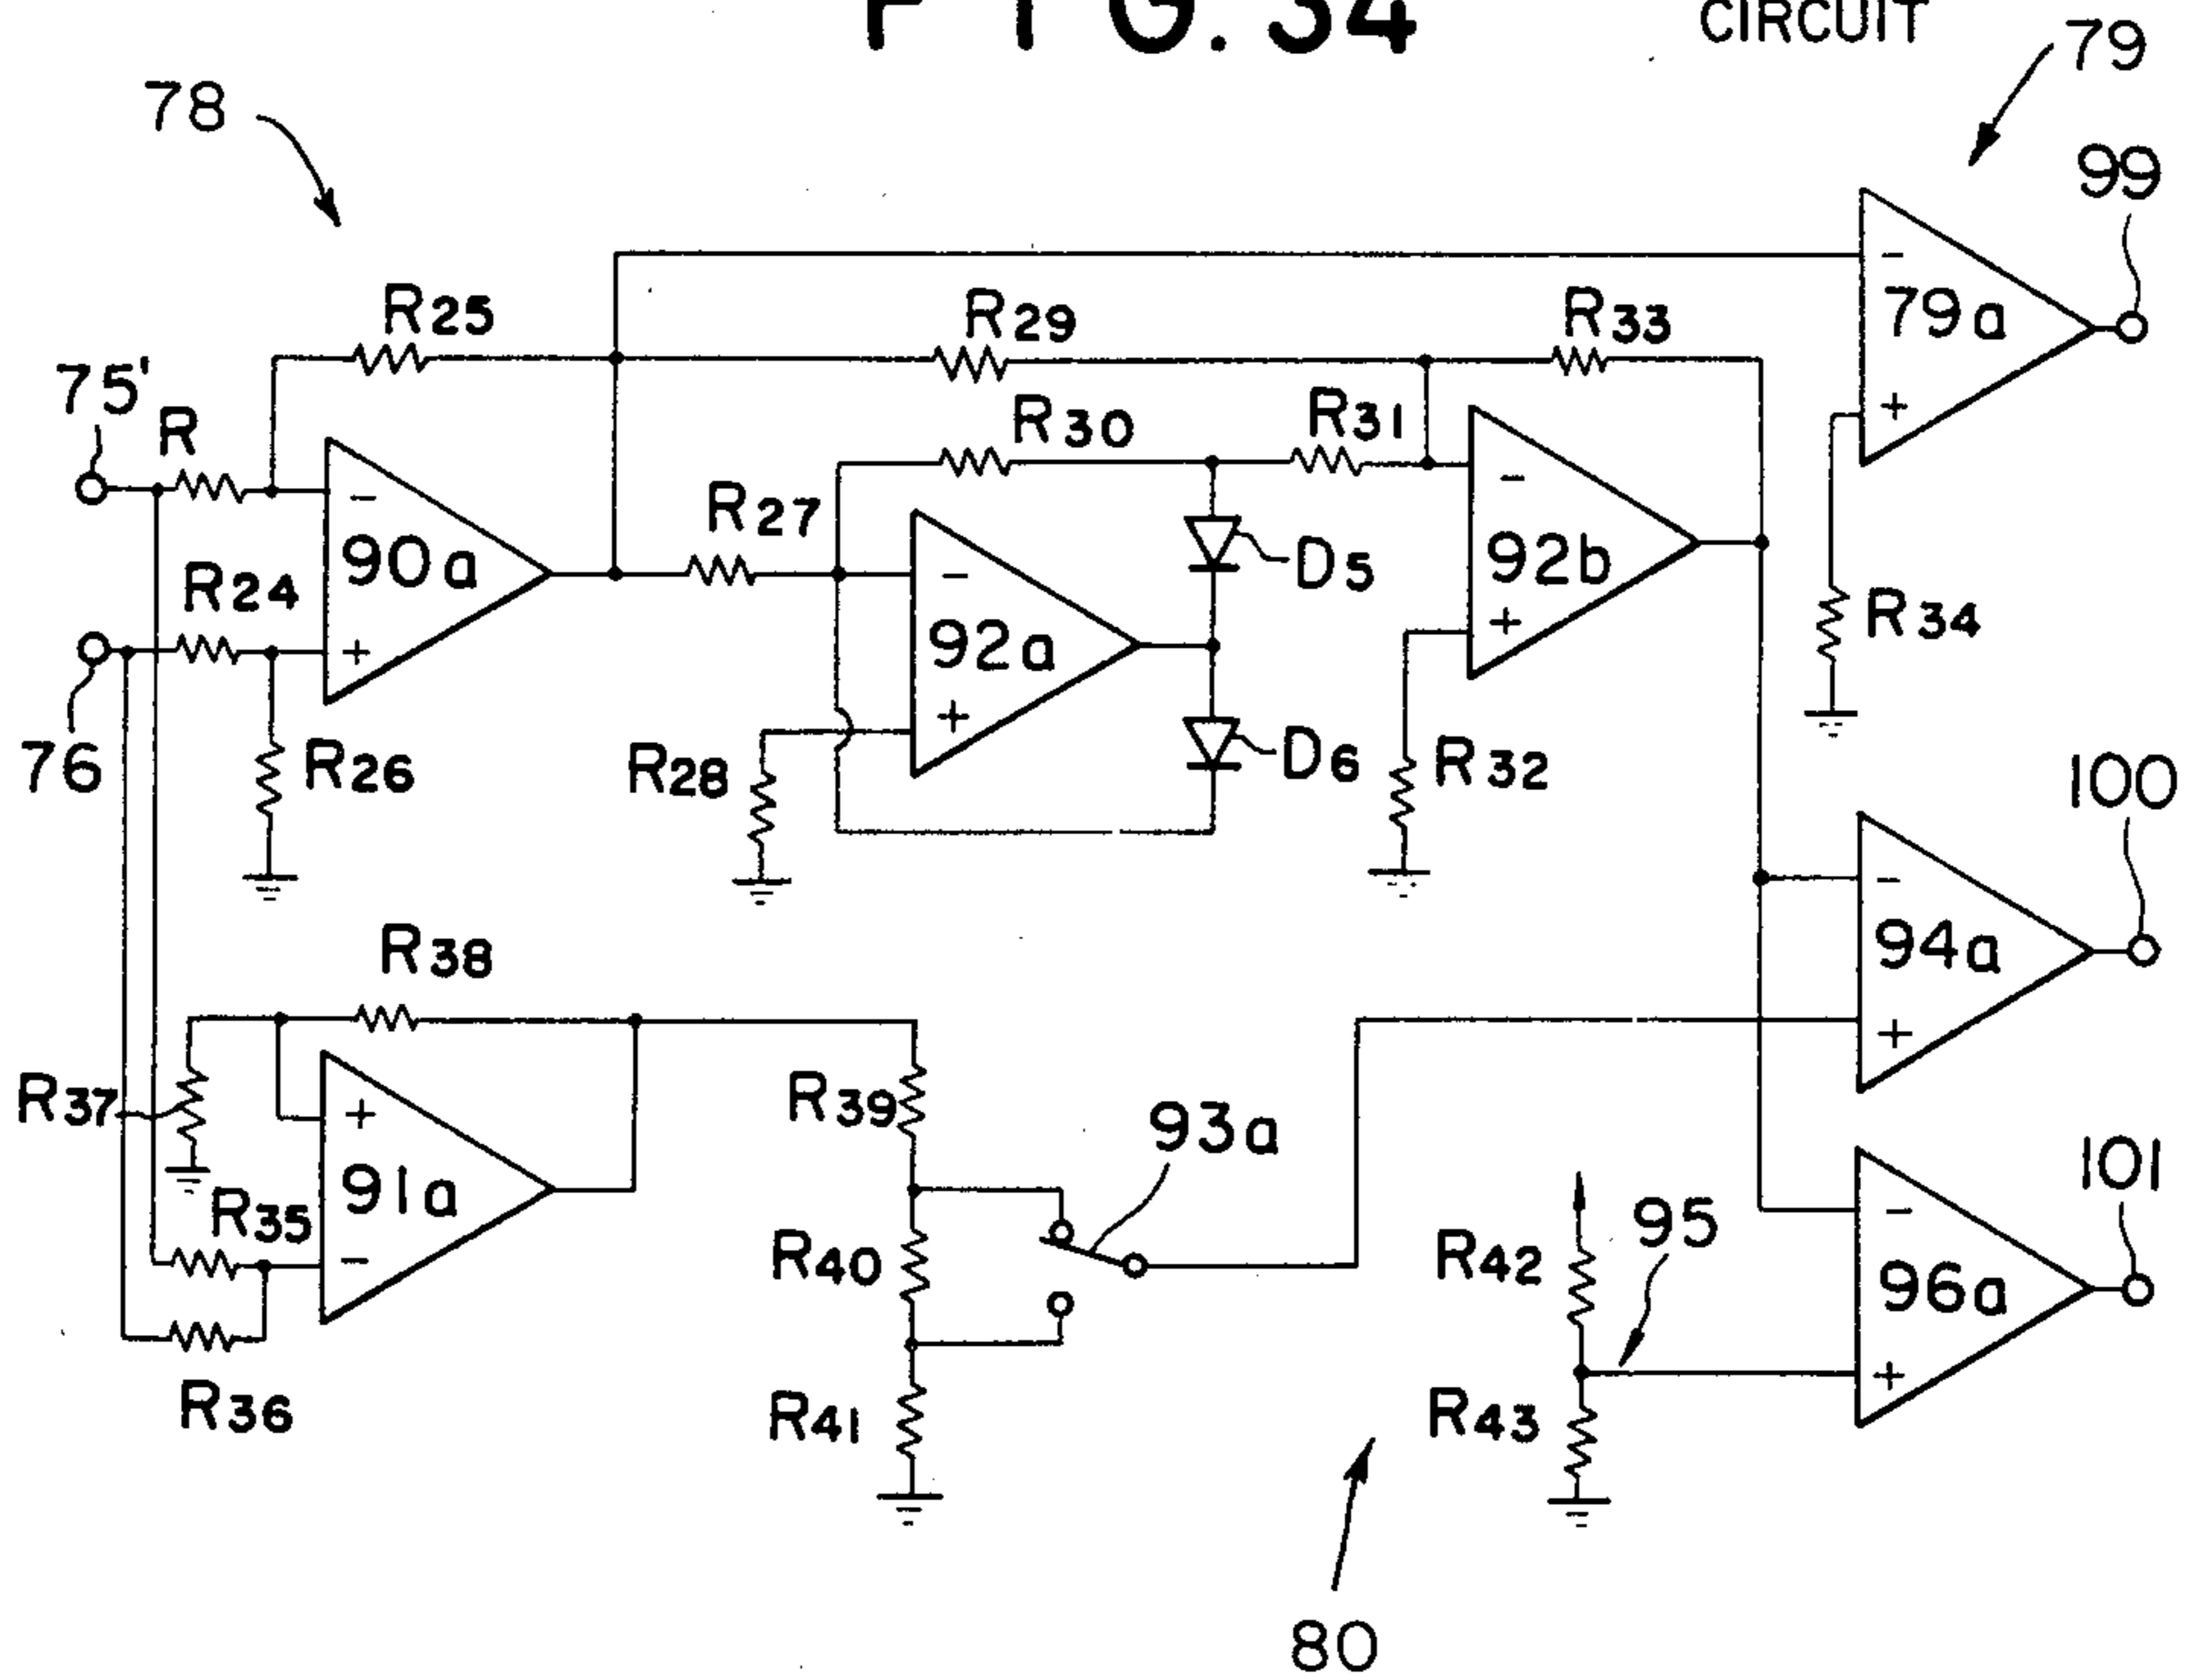 FIG. 34
CIRCUIT
79
78
99
R25
R29
R33
79a
75'
R
R30
R31
−
+
R27
−
90a
R24
+
−
92a
+
D5
−
92b
+
R34
76
R26
R28
D6
R32
100
−
94a
+
R38
R37
+
91a
−
R35
R36
R39
93a
R40
R41
95
R42
R43
101
−
96a
+
80